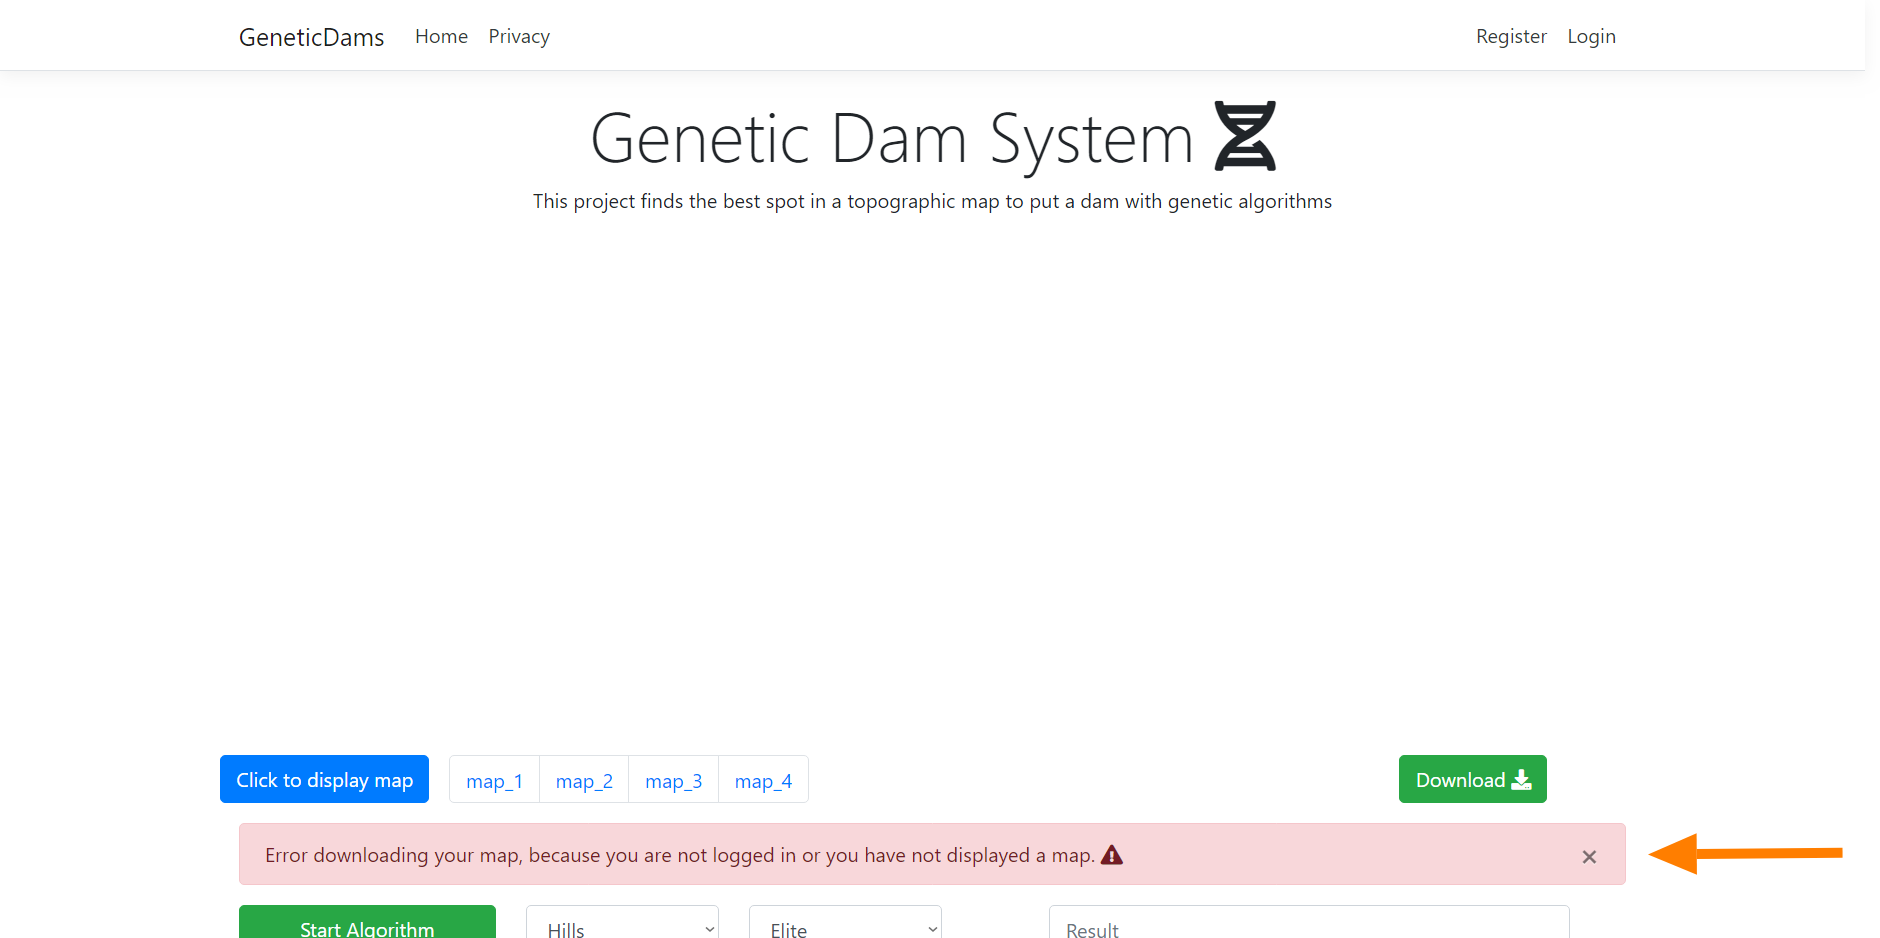 GeneticDams Home Privacy Register Login
Genetic Dam System
This project finds the best spot in a topographic map to put a dam with genetic algorithms
Click to display map map_1 map_2 map_3 map_4 Download
Error downloading your map, because you are not logged in or you have not displayed a map.
Start Algorithm Hills Elite Result